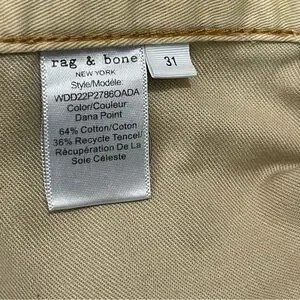 rag & bone
NEW YORK
Style/Modéle:
WDD22P2786OADA
Color/Couleur
Dana Point
64% Cotton/Coton
36% Recycle Tencel/
Récupération De La
Soie Céleste
31